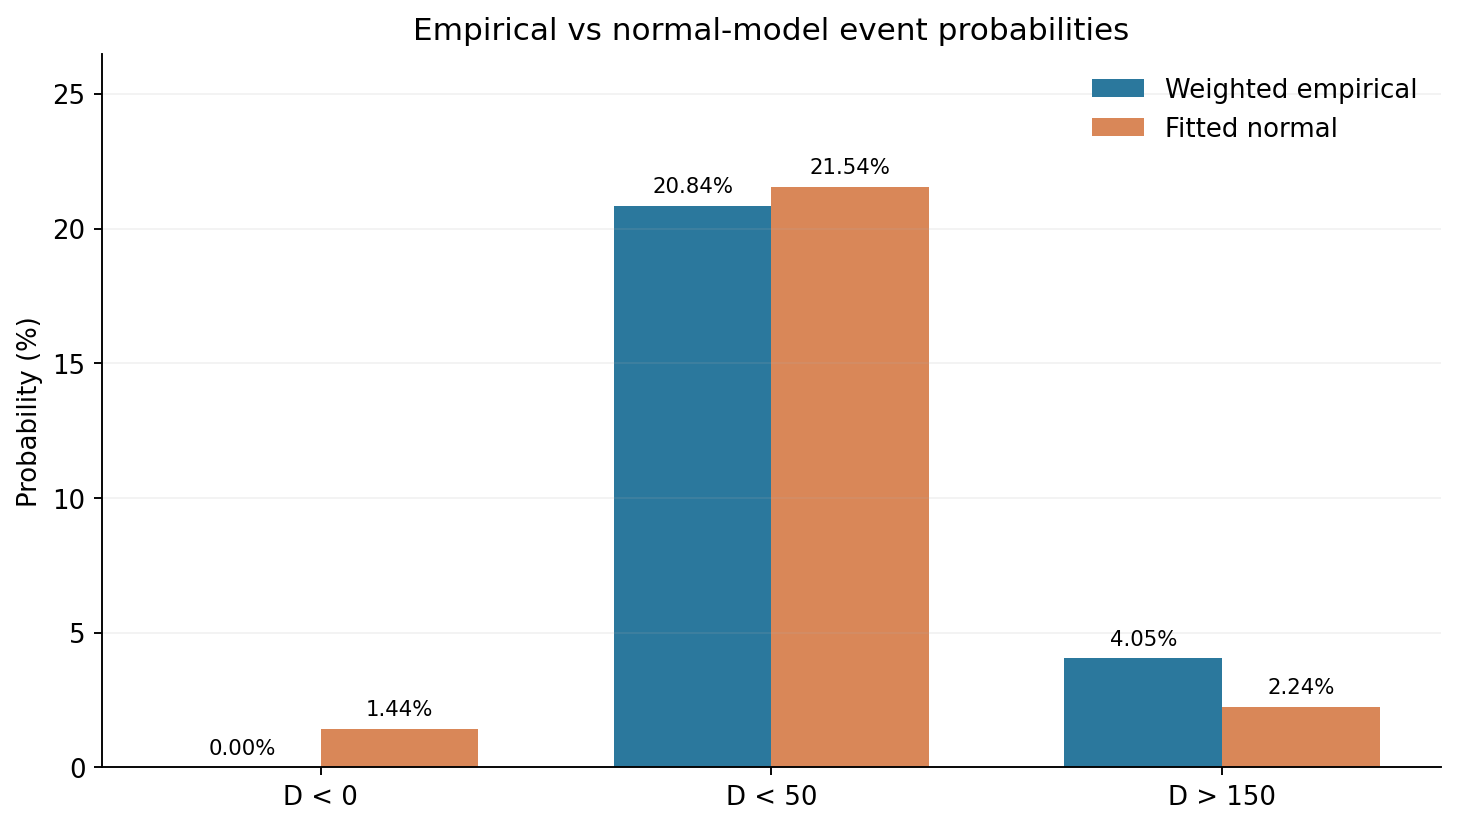 Empirical vs normal-model event probabilities
Weighted empirical
Fitted normal
Probability (%)
25
20
15
10
5
0
0.00%
1.44%
20.84%
21.54%
4.05%
2.24%
D < 0
D < 50
D > 150